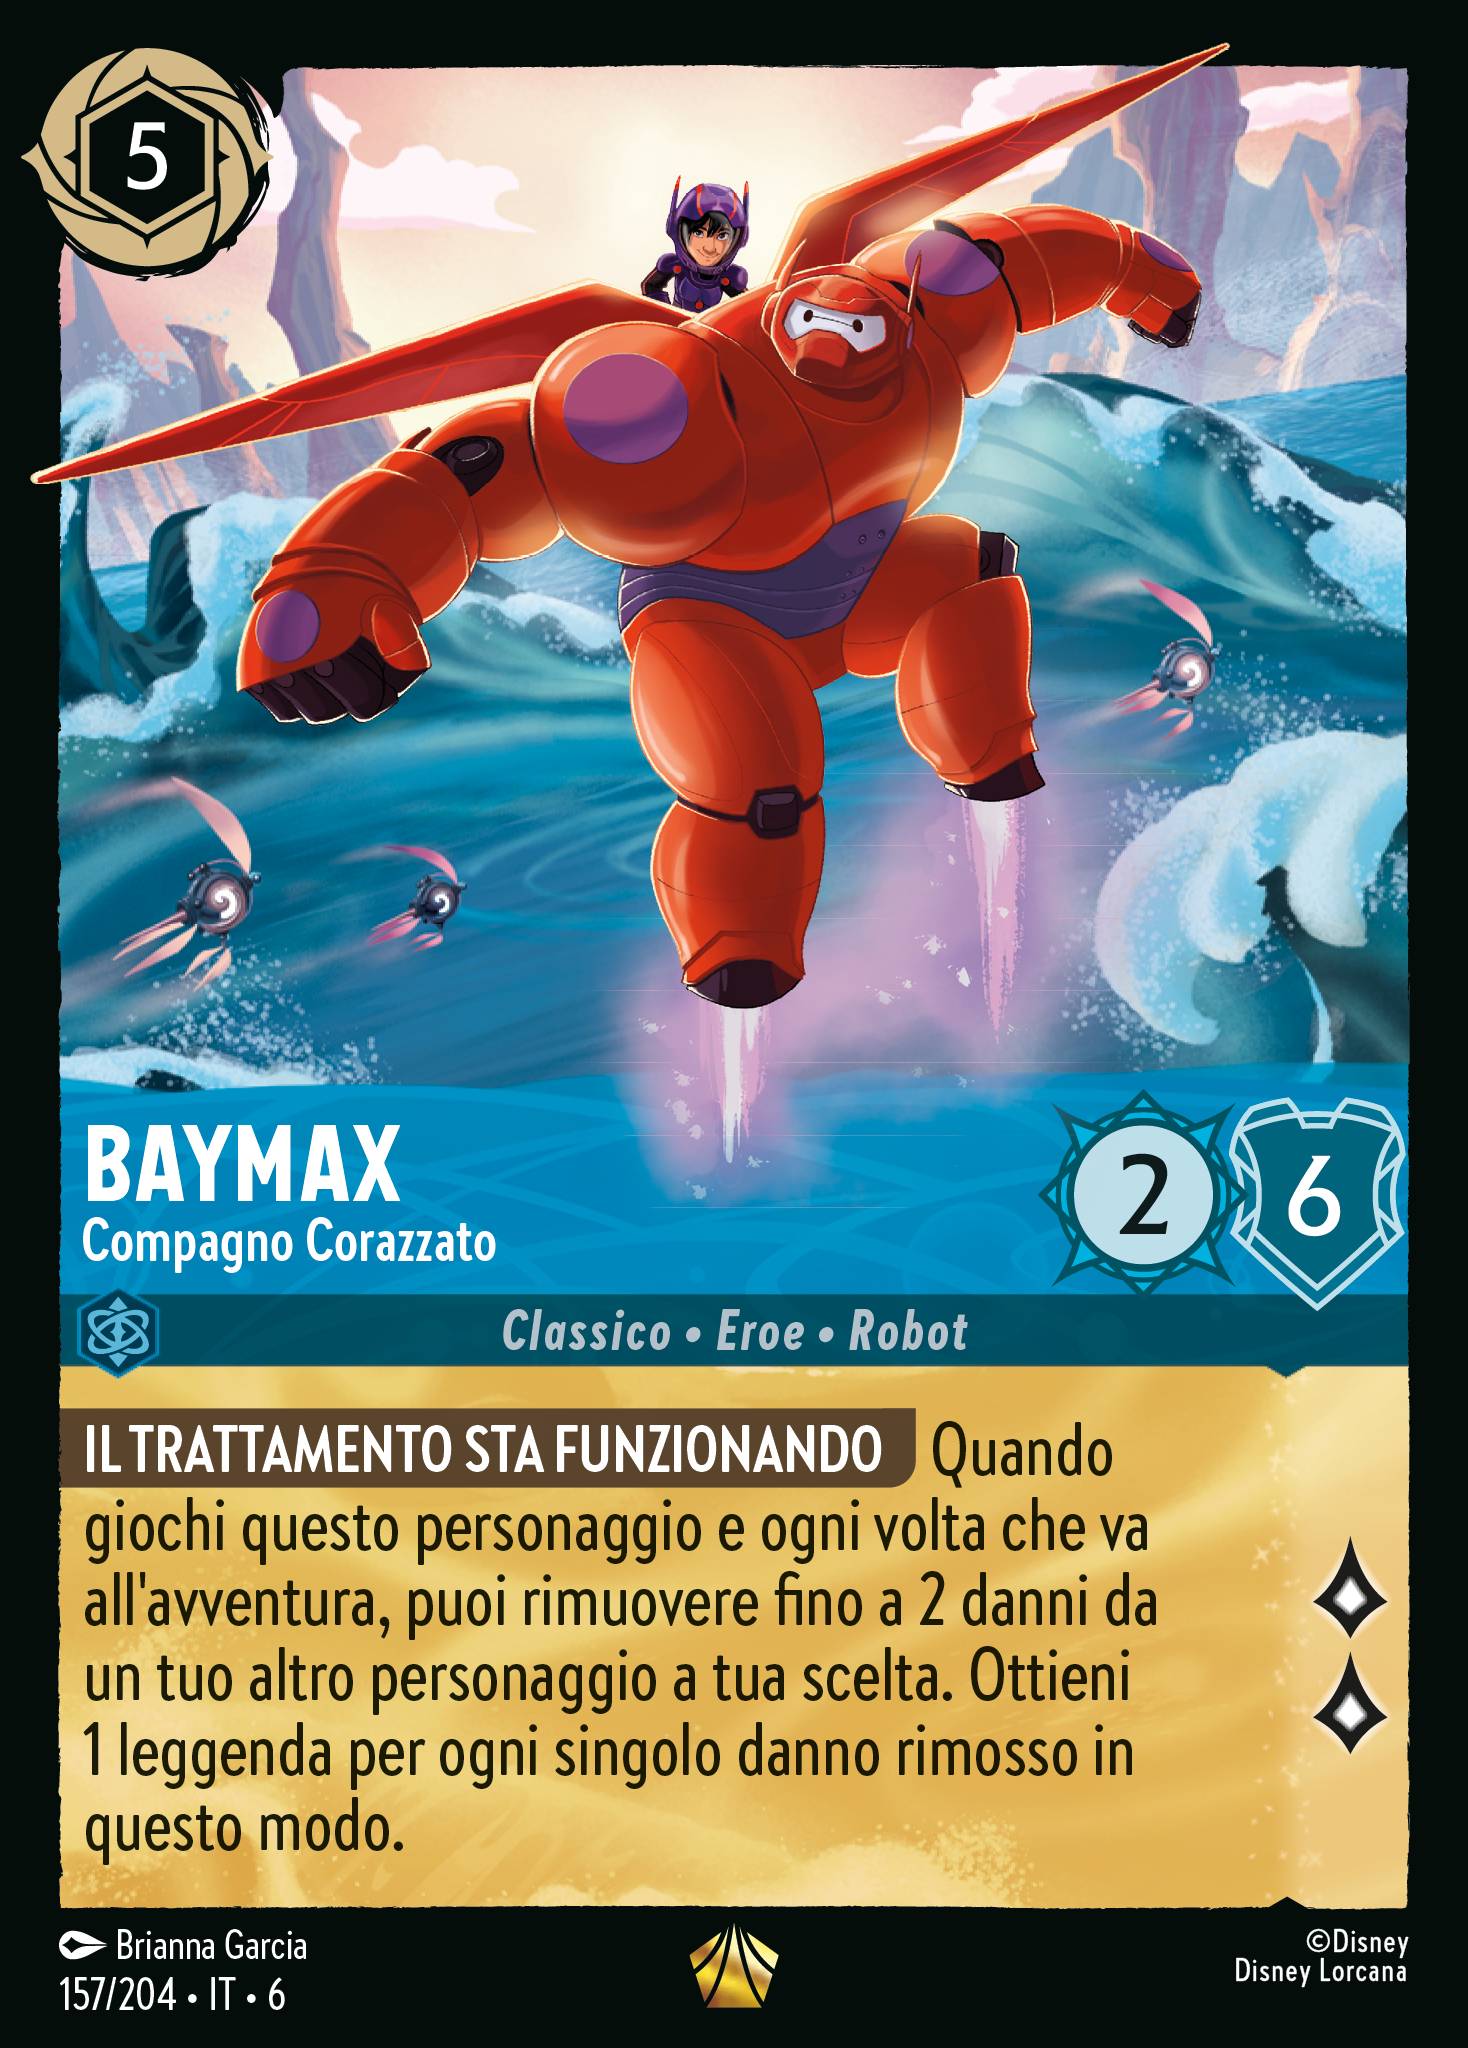 5
BAYMAX
Compagno Corazzato
2
6
Classico • Eroe • Robot
IL TRATTAMENTO STA FUNZIONANDO Quando
giochi questo personaggio e ogni volta che va
all'avventura, puoi rimuovere fino a 2 danni da
un tuo altro personaggio a tua scelta. Ottieni
1 leggenda per ogni singolo danno rimosso in
questo modo.
Brianna Garcia
157/204 • IT • 6
©Disney
Disney Lorcana